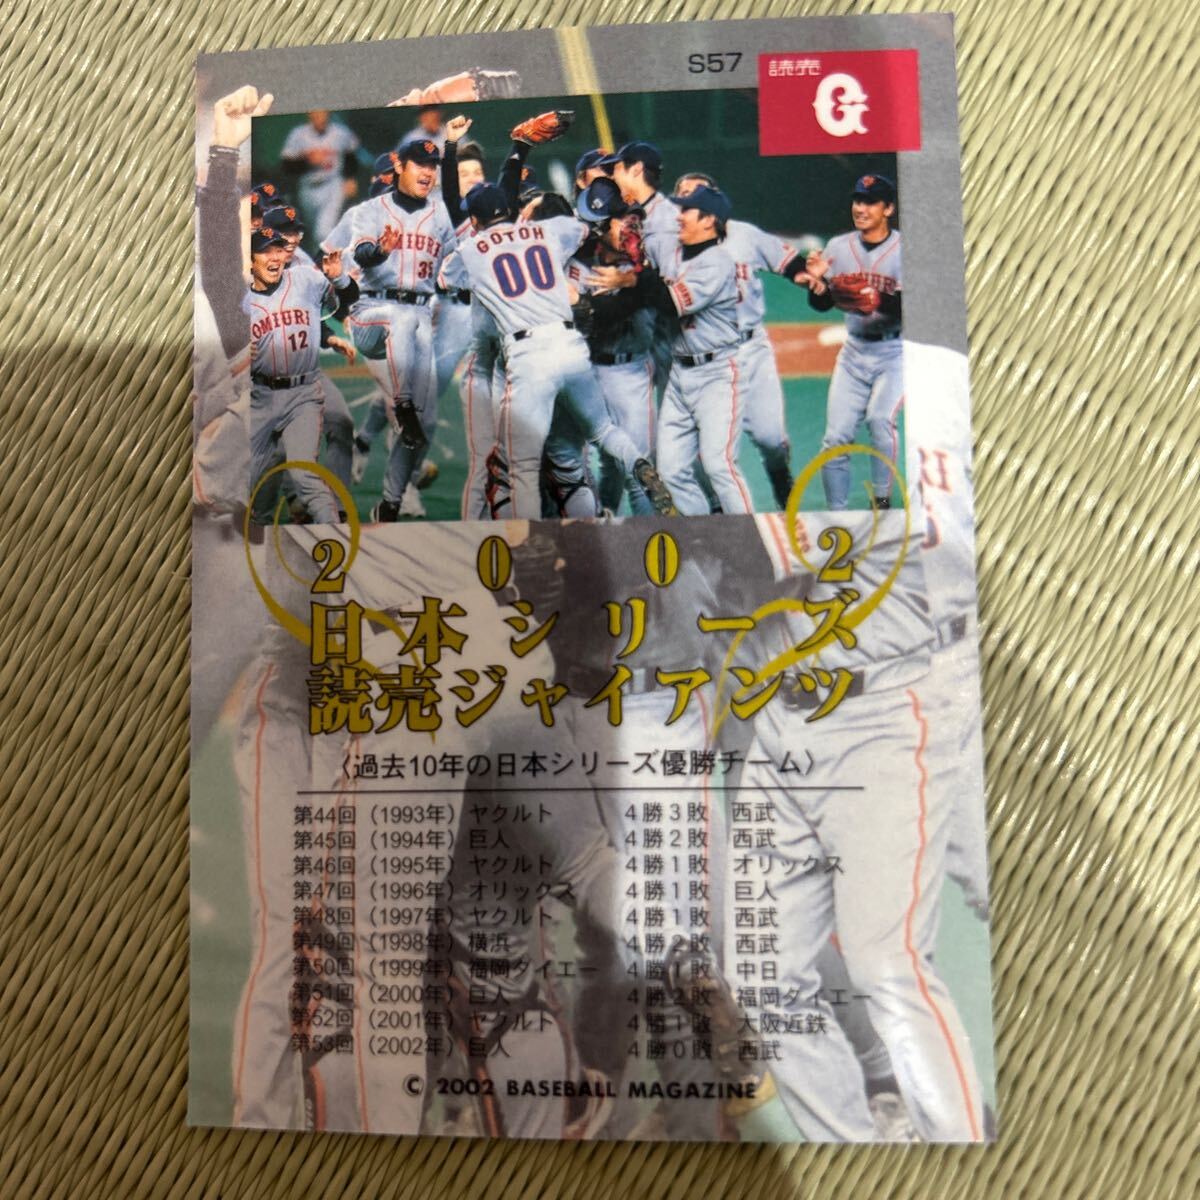 S57
読売
G
GOTOH
00
MIURI
35
OMIURI
12
2002
日本シリーズ
読売ジャイアンツ
〈過去10年の日本シリーズ優勝チーム〉
第44回（1993年）ヤクルト 4勝3敗 西武
第45回（1994年）巨人 4勝2敗 西武
第46回（1995年）ヤクルト 4勝1敗 オリックス
第47回（1996年）オリックス 4勝1敗 巨人
第48回（1997年）ヤクルト 4勝1敗 西武
第49回（1998年）横浜 4勝2敗 西武
第50回（1999年）福岡ダイエー 4勝1敗 中日
第51回（2000年）巨人 4勝2敗 福岡ダイエー
第52回（2001年）ヤクルト 4勝1敗 大阪近鉄
第53回（2002年）巨人 4勝0敗 西武
© 2002 BASEBALL MAGAZINE